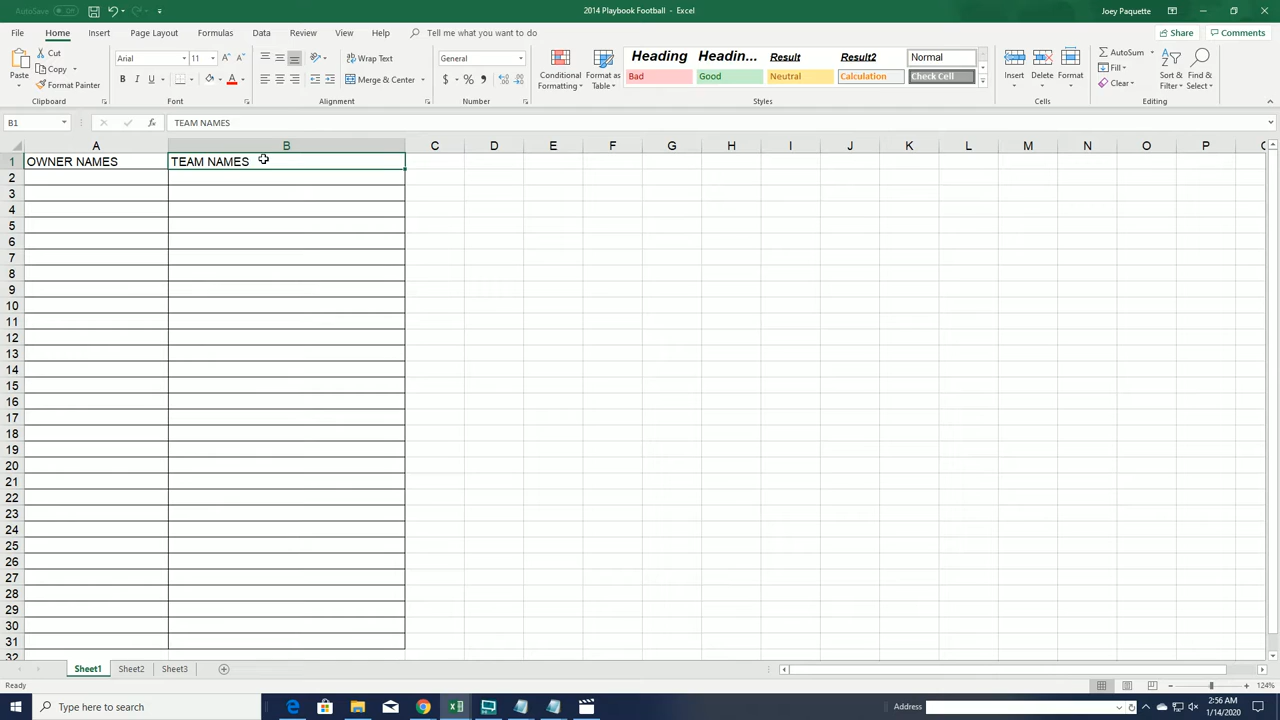 AutoSave Off
2014 Playbook Football - Excel
Joey Paquette
File Home Insert Page Layout Formulas Data Review View Help Tell me what you want to do
Share Comments
Paste
Cut
Copy
Format Painter
Clipboard
Arial 11
B I U
Font
Wrap Text
Merge & Center
Alignment
General
$ % ,
Number
Conditional Formatting
Format as Table
Heading Headin... Result Result2 Normal
Bad Good Neutral Calculation Check Cell
Styles
Insert Delete Format
Cells
AutoSum
Fill
Clear
Sort & Filter
Find & Select
Editing
B1 fx TEAM NAMES
A B C D E F G H I J K L M N O P
1 OWNER NAMES TEAM NAMES
2
3
4
5
6
7
8
9
10
11
12
13
14
15
16
17
18
19
20
21
22
23
24
25
26
27
28
29
30
31
32
Sheet1 Sheet2 Sheet3
Ready
124%
Type here to search
Address
2:56 AM
1/14/2020